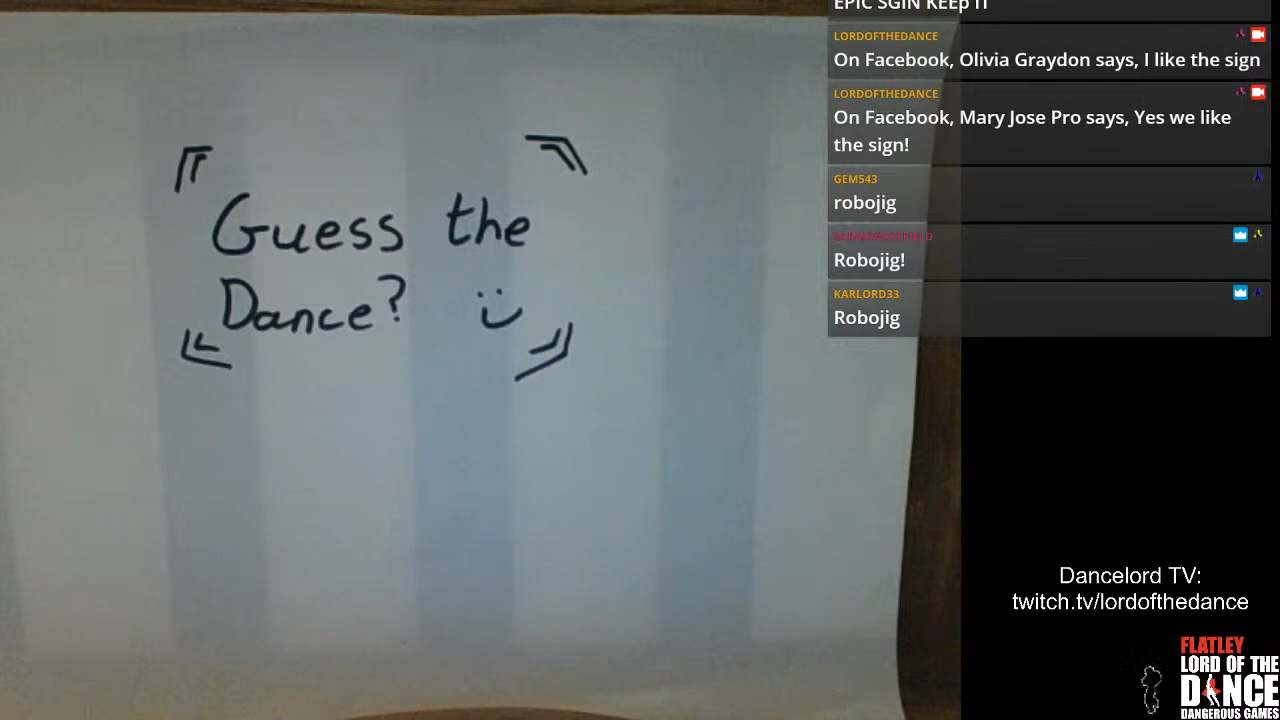 Guess the
Dance? :)
EPIC SGIN KEEp IT
LORDOFTHEDANCE
On Facebook, Olivia Graydon says, I like the sign
LORDOFTHEDANCE
On Facebook, Mary Jose Pro says, Yes we like
the sign!
GEM543
robojig
Robojig!
KARLORD33
Robojig
Dancelord TV:
twitch.tv/lordofthedance
FLATLEY
LORD OF THE
DANCE
DANGEROUS GAMES